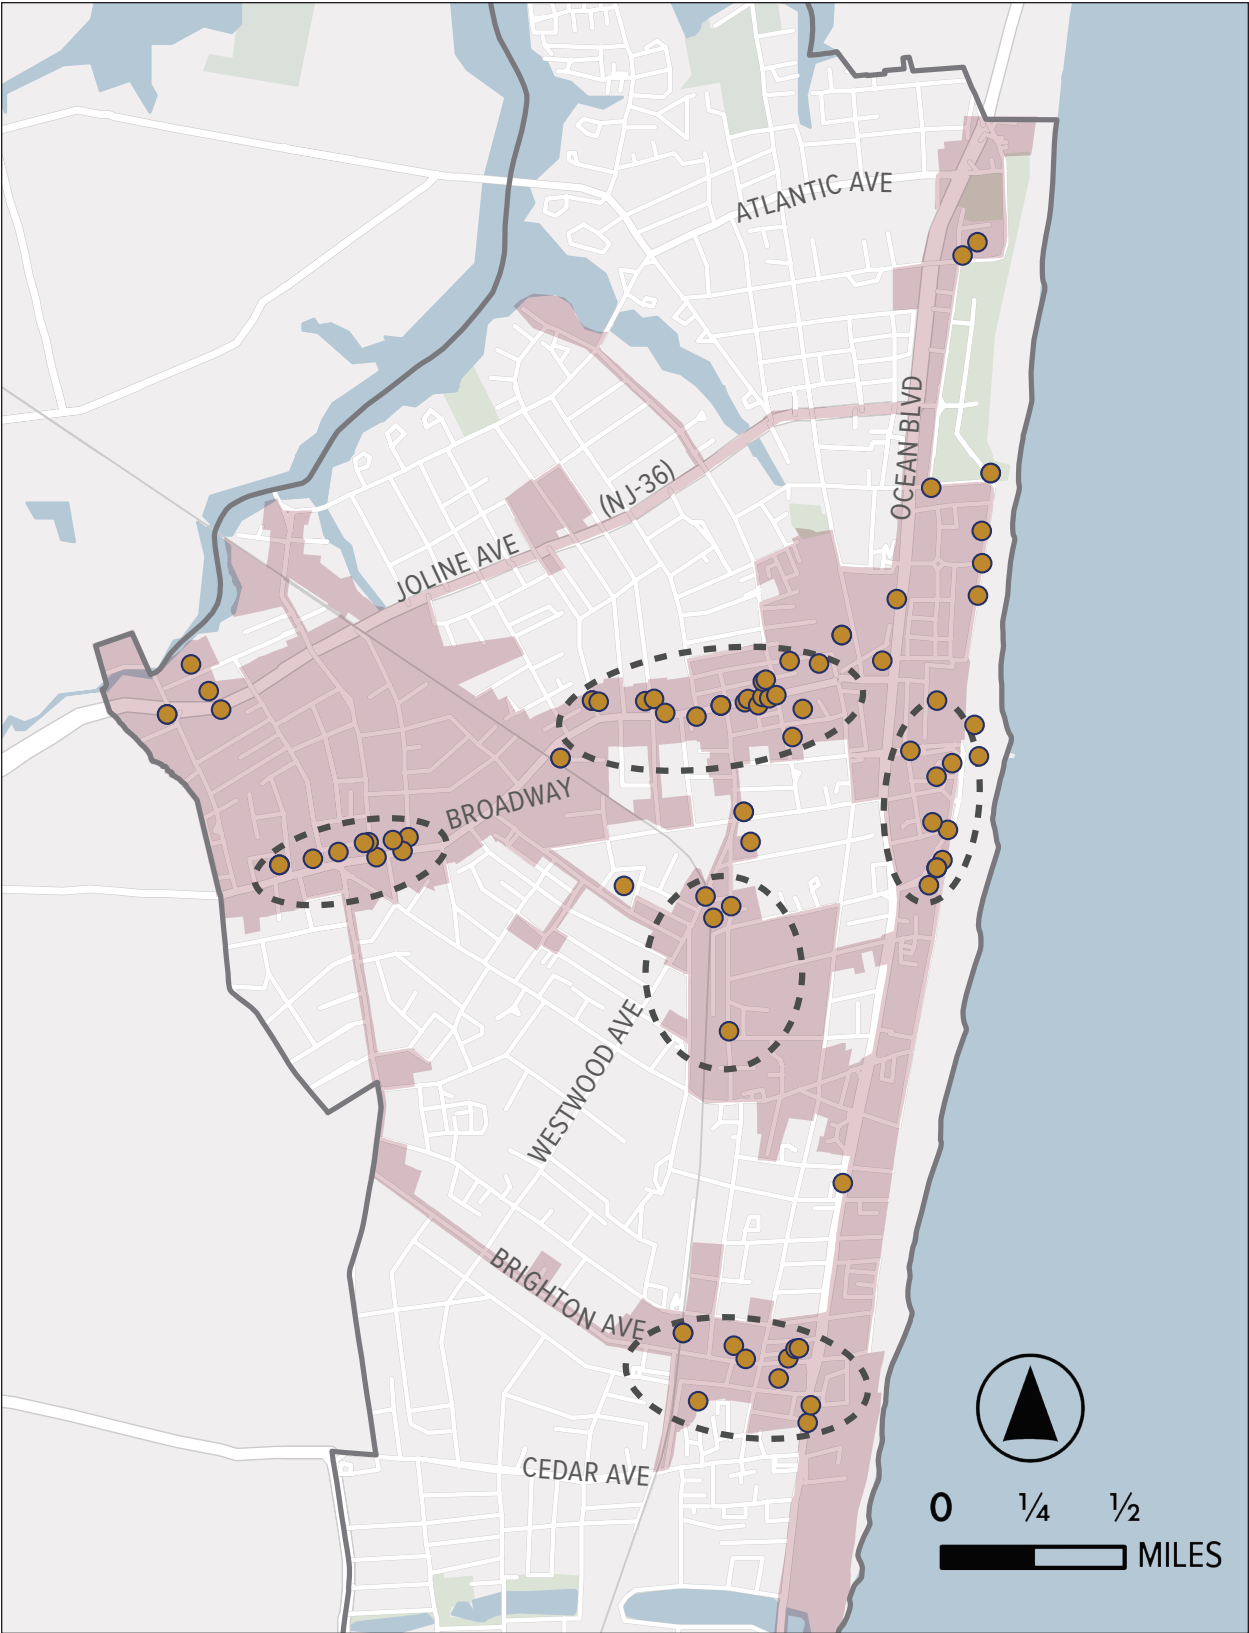 ATLANTIC AVE
OCEAN BLVD
(NJ-36)
JOLINE AVE
BROADWAY
WESTWOOD AVE
BRIGHTON AVE
CEDAR AVE
0 ¼ ½
MILES